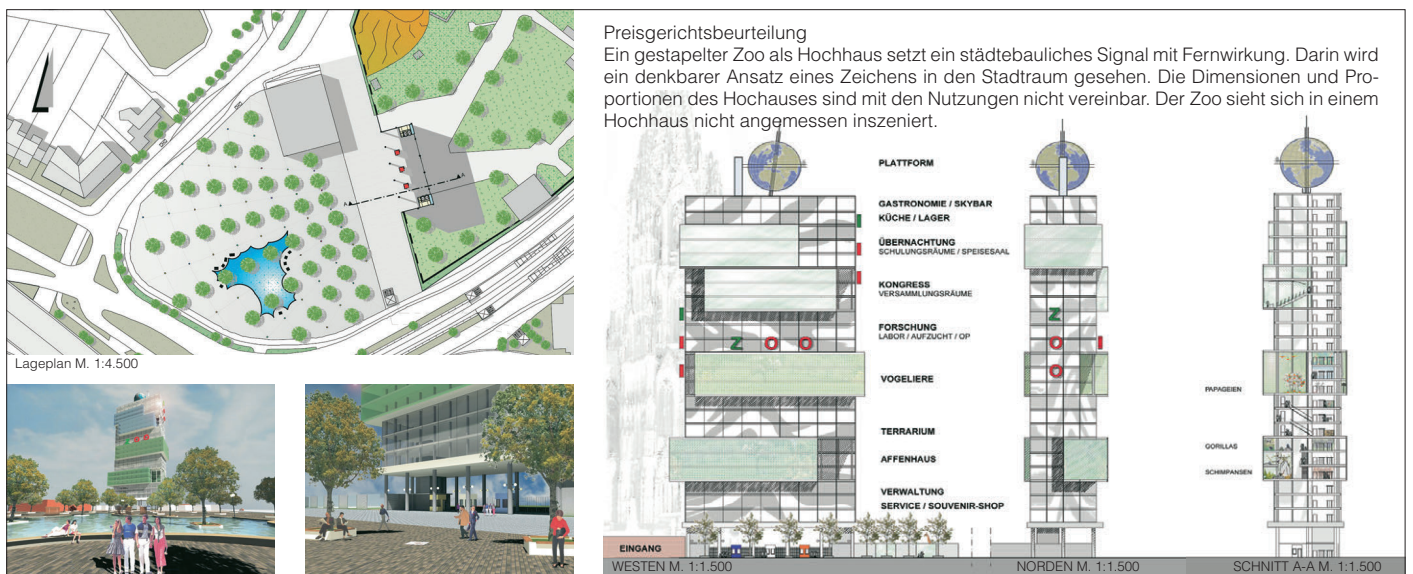 Preisgerichtsbeurteilung
Ein gestapelter Zoo als Hochhaus setzt ein städtebauliches Signal mit Fernwirkung. Darin wird
ein denkbarer Ansatz eines Zeichens in den Stadtraum gesehen. Die Dimensionen und Pro-
portionen des Hochauses sind mit den Nutzungen nicht vereinbar. Der Zoo sieht sich in einem
Hochhaus nicht angemessen inszeniert.
A
A
Lageplan M. 1:4.500
PLATTFORM
GASTRONOMIE / SKYBAR
KÜCHE / LAGER
ÜBERNACHTUNG
SCHULUNGSRÄUME / SPEISESAAL
KONGRESS
VERSAMMLUNGSRÄUME
FORSCHUNG
LABOR / AUFZUCHT / OP
VOGELIERE
TERRARIUM
AFFENHAUS
VERWALTUNG
SERVICE / SOUVENIR-SHOP
Z O O
Z
O
O
I
PAPAGEIEN
GORILLAS
SCHIMPANSEN
EINGANG
WESTEN M. 1:1.500
NORDEN M. 1:1.500
SCHNITT A-A M. 1:1.500